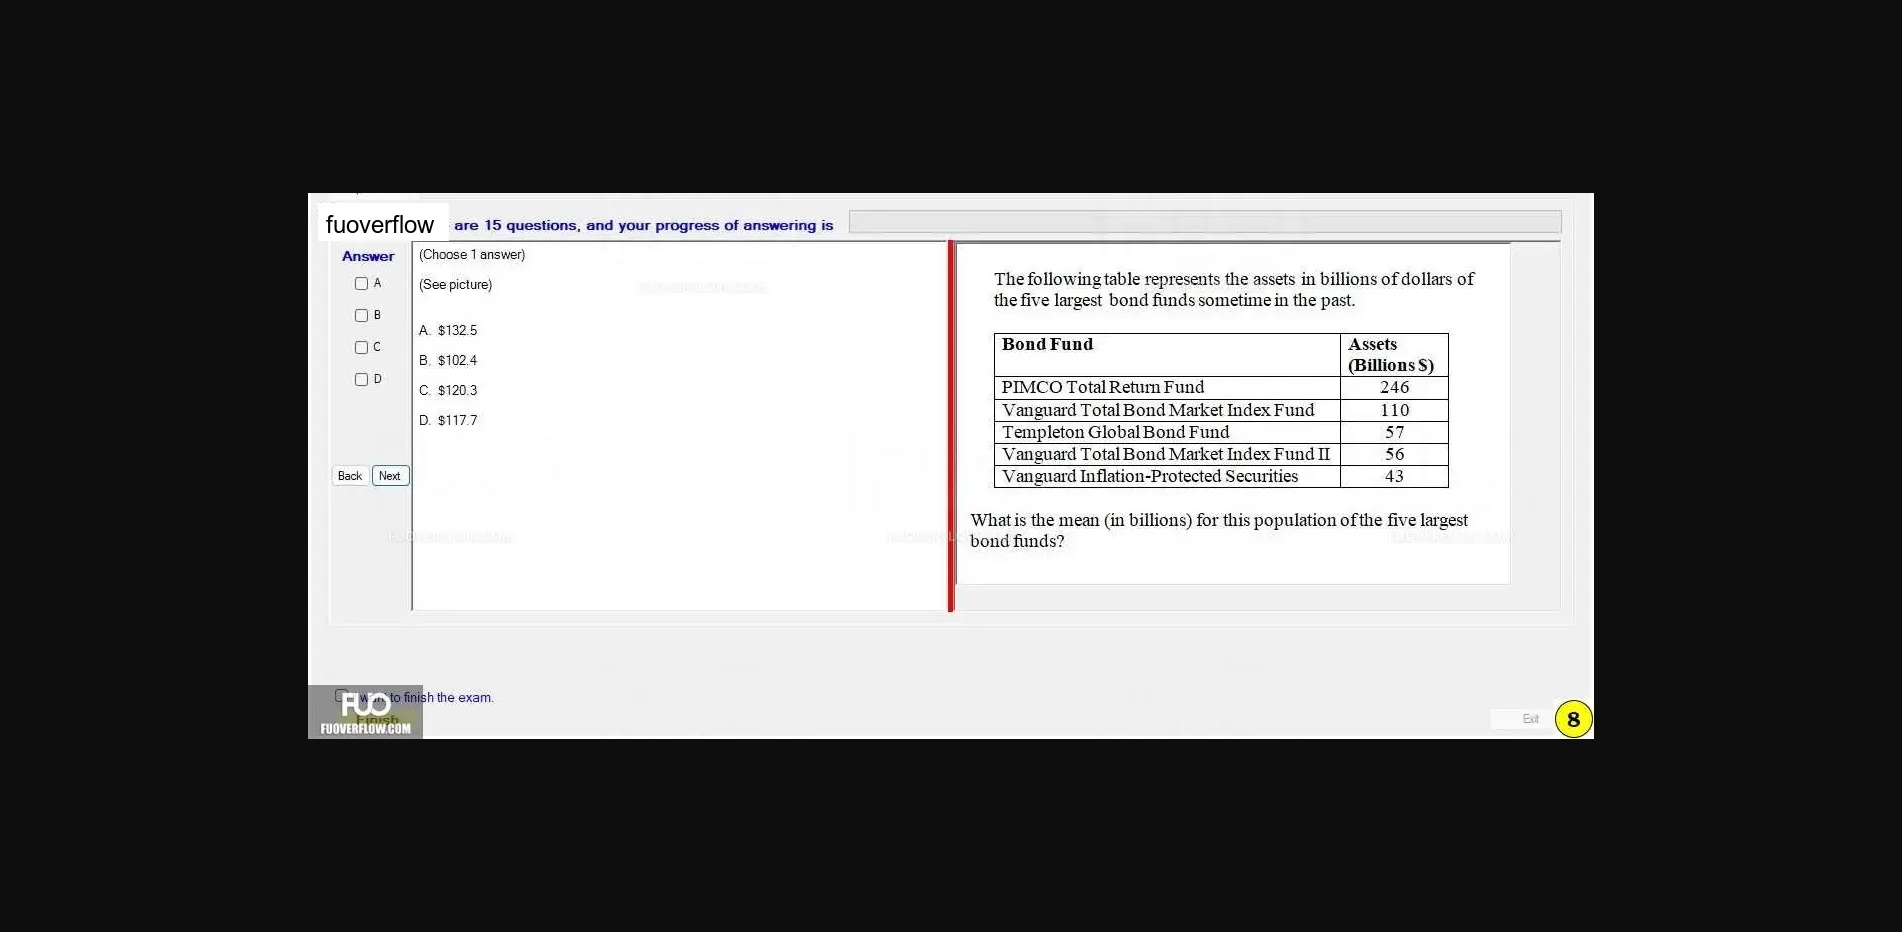 fuoverflow are 15 questions, and your progress of answering is
Answer
A
B
C
D
Back Next
(Choose 1 answer)
(See picture)
A. $132.5
B. $102.4
C. $120.3
D. $117.7
The following table represents the assets in billions of dollars of
the five largest bond funds sometime in the past.
Bond Fund Assets
(Billions $)
PIMCO Total Return Fund 246
Vanguard Total Bond Market Index Fund 110
Templeton Global Bond Fund 57
Vanguard Total Bond Market Index Fund II 56
Vanguard Inflation-Protected Securities 43
What is the mean (in billions) for this population of the five largest
bond funds?
want to finish the exam.
Finish
FUO
FUOVERFLOW.COM
Exit 8